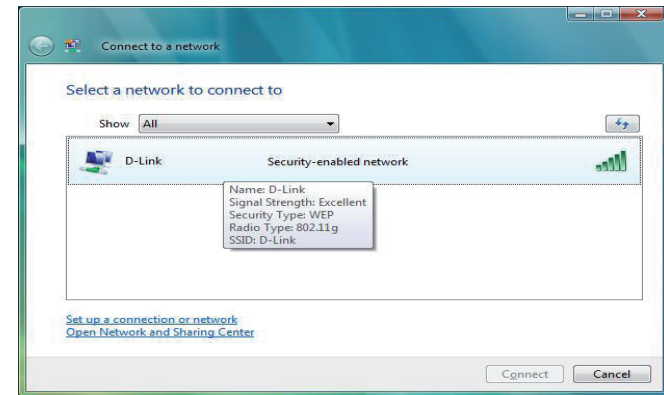 Connect to a network
Select a network to connect to
Show All
D-Link Security-enabled network
Name: D-Link
Signal Strength: Excellent
Security Type: WEP
Radio Type: 802.11g
SSID: D-Link
Set up a connection or network
Open Network and Sharing Center
Connect Cancel